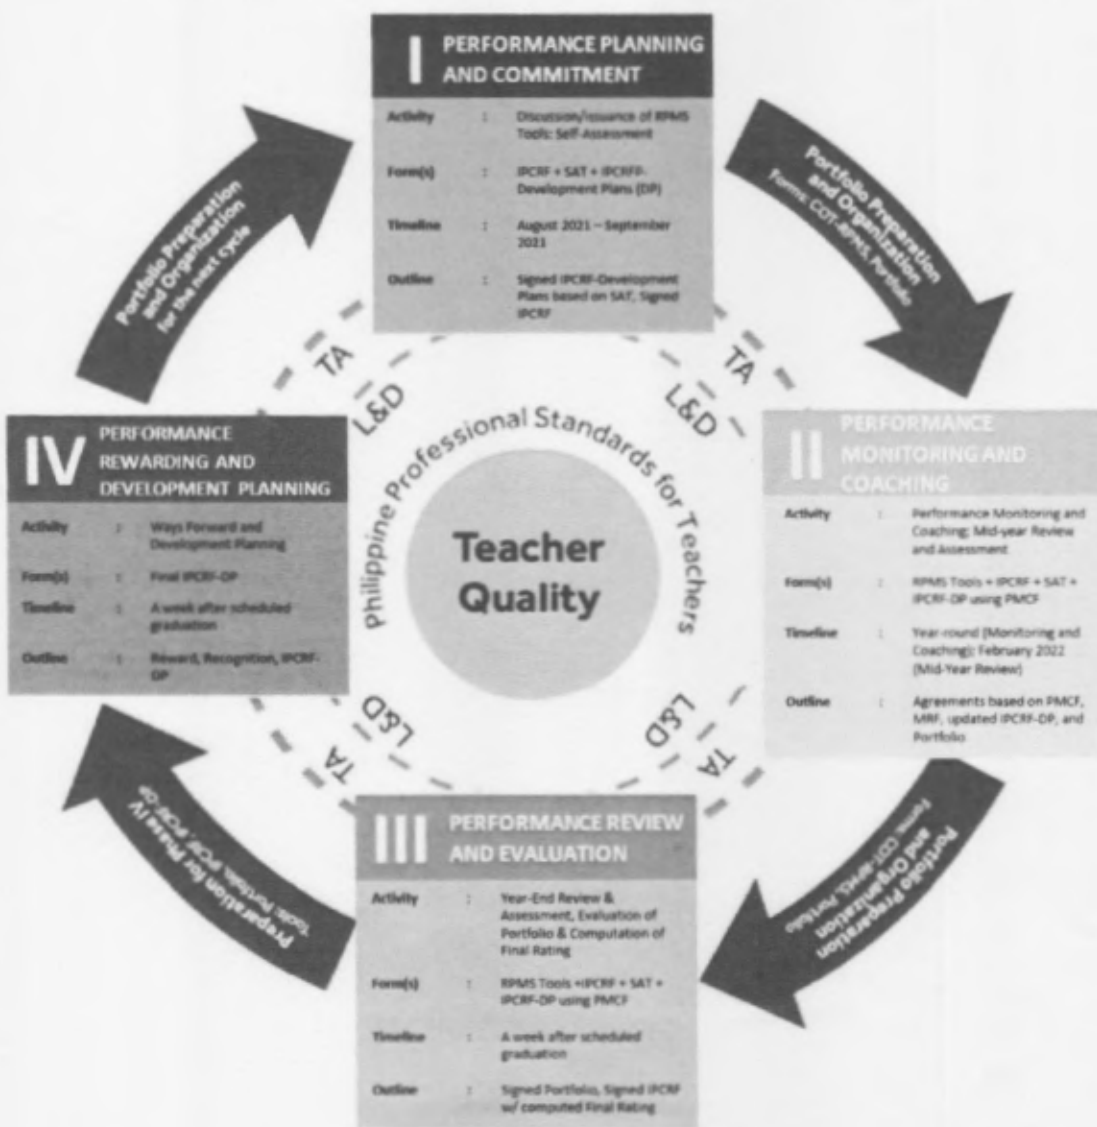 I
PERFORMANCE PLANNING
AND COMMITMENT
Activity : Discussion/issuance of RPMS
Tools: Self-Assessment
Form(s) : IPCRF + SAT + IPCRFP-
Development Plans (DP)
Timeline : August 2021 – September
2021
Outline : Signed IPCRF-Development
Plans based on SAT, Signed
IPCRF
Portfolio Preparation
and Organization
Forms: COT-RPMS, Portfolio
II
PERFORMANCE
MONITORING AND
COACHING
Activity : Performance Monitoring and
Coaching; Mid-year Review
and Assessment
Form(s) : RPMS Tools + IPCRF + SAT +
IPCRF-DP using PMCF
Timeline : Year-round (Monitoring and
Coaching); February 2022
(Mid-Year Review)
Outline : Agreements based on PMCF,
MRF, updated IPCRF-DP, and
Portfolio
Portfolio Preparation
and Organization
Forms: COT-RPMS, Portfolio
III
PERFORMANCE REVIEW
AND EVALUATION
Activity : Year-End Review &
Assessment, Evaluation of
Portfolio & Computation of
Final Rating
Form(s) : RPMS Tools +IPCRF + SAT +
IPCRF-DP using PMCF
Timeline : A week after scheduled
graduation
Outline : Signed Portfolio, Signed IPCRF
w/ computed Final Rating
Preparation for Phase IV
Tools: Portfolio, IPCRF, IPCRF-DP
IV
PERFORMANCE
REWARDING AND
DEVELOPMENT PLANNING
Activity : Ways Forward and
Development Planning
Form(s) : Final IPCRF-DP
Timeline : A week after scheduled
graduation
Outline : Reward, Recognition, IPCRF-
DP
Portfolio Preparation
and Organization
for the next cycle
TA
L&D
TA
L&D
Philippine Professional Standards for Teachers
Teacher
Quality
L&D
TA
L&D
TA